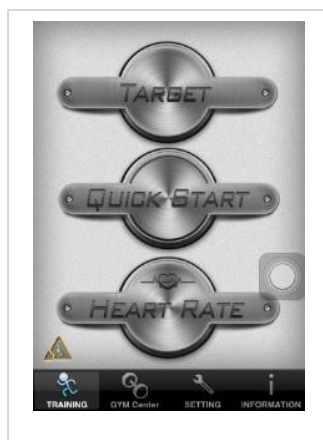 TARGET
QUICK START
HEART RATE
TRAINING
GYM Center
SETTING
INFORMATION